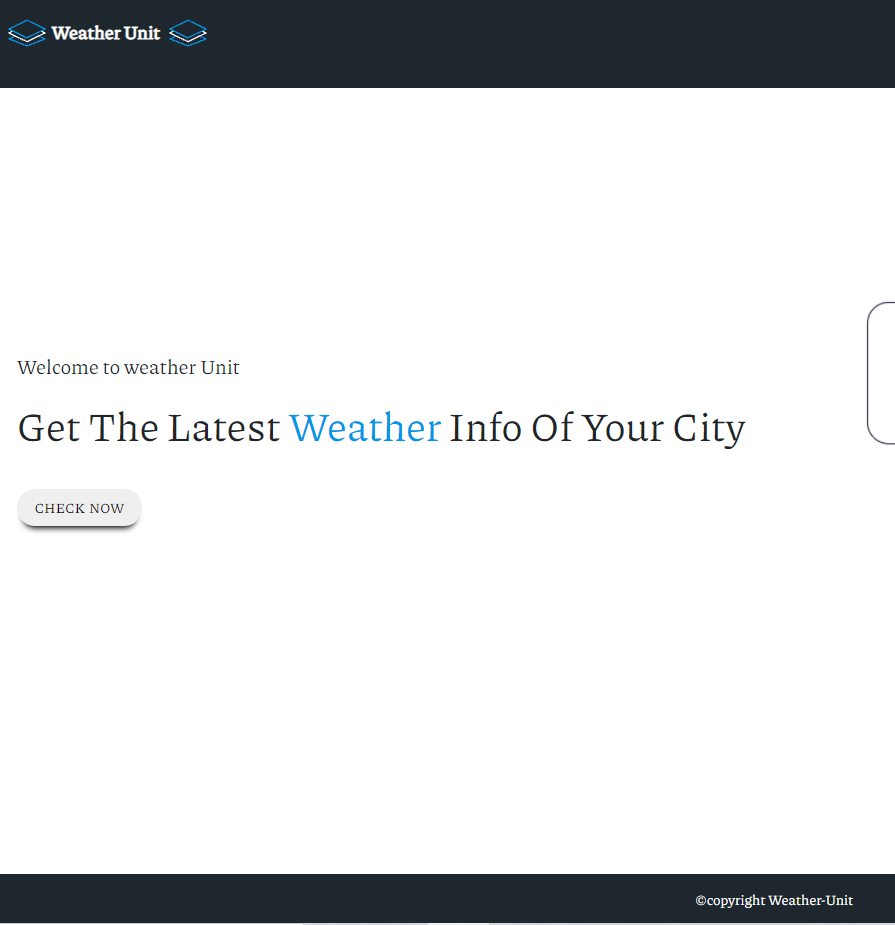 Weather Unit
Welcome to weather Unit
Get The Latest Weather Info Of Your City
CHECK NOW
©copyright Weather-Unit